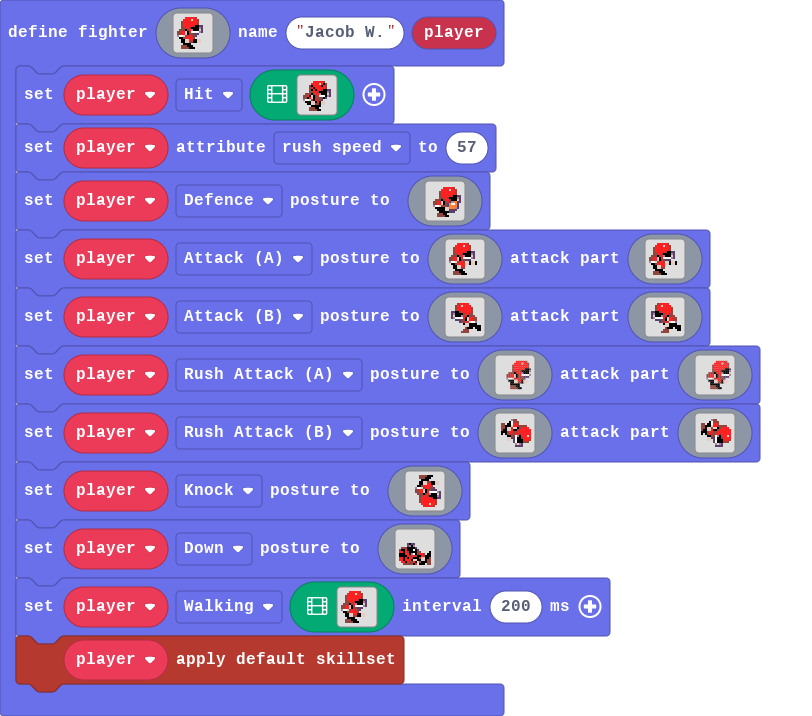 define fighter name "Jacob W." player
set player Hit
set player attribute rush speed to 57
set player Defence posture to
set player Attack (A) posture to attack part
set player Attack (B) posture to attack part
set player Rush Attack (A) posture to attack part
set player Rush Attack (B) posture to attack part
set player Knock posture to
set player Down posture to
set player Walking interval 200 ms
player apply default skillset